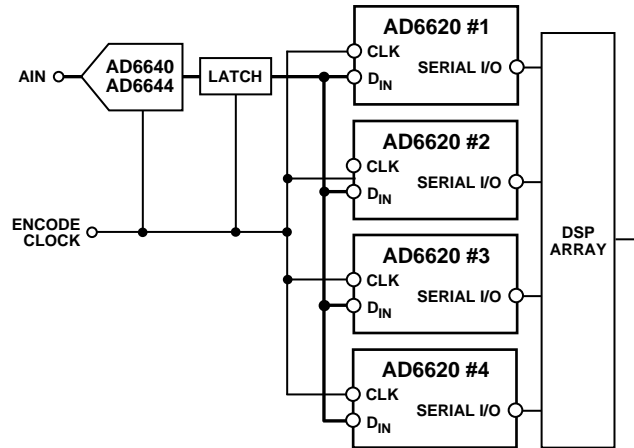 AIN
AD6640
AD6644
LATCH
ENCODE
CLOCK
AD6620 #1
CLK
SERIAL I/O
DIN
AD6620 #2
CLK
SERIAL I/O
DIN
AD6620 #3
CLK
SERIAL I/O
DIN
AD6620 #4
CLK
SERIAL I/O
DIN
DSP
ARRAY